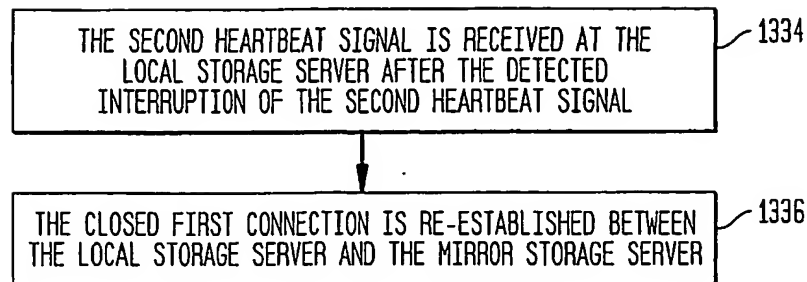 THE SECOND HEARTBEAT SIGNAL IS RECEIVED AT THE
LOCAL STORAGE SERVER AFTER THE DETECTED
INTERRUPTION OF THE SECOND HEARTBEAT SIGNAL
1334
THE CLOSED FIRST CONNECTION IS RE-ESTABLISHED BETWEEN
THE LOCAL STORAGE SERVER AND THE MIRROR STORAGE SERVER
1336